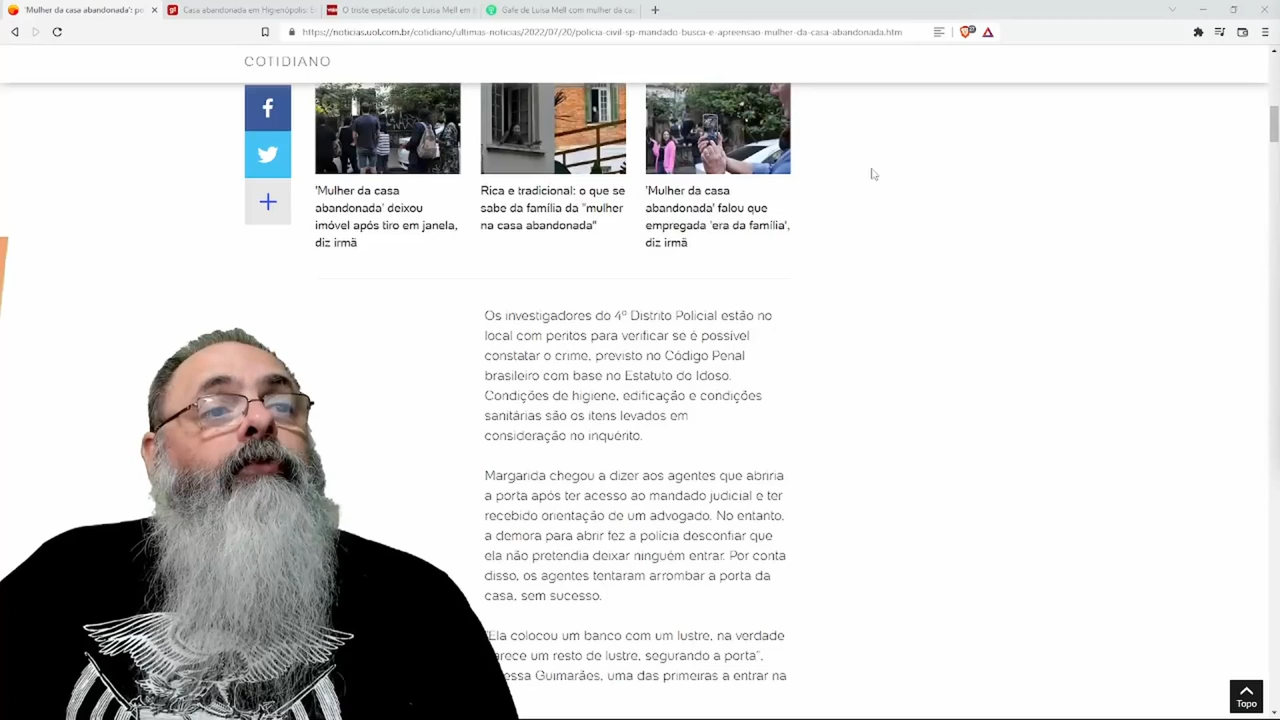 'Mulher da casa abandonada': po
Casa abandonada em Higienópolis: E
O triste espetáculo de Luisa Mell em
Gafe de Luisa Mell com mulher da ca
https://noticias.uol.com.br/cotidiano/ultimas-noticias/2022/07/20/policia-civil-sp-mandado-busca-e-apreensao-mulher-da-casa-abandonada.htm
COTIDIANO
'Mulher da casa
abandonada' deixou
imóvel após tiro em janela,
diz irmã
Rica e tradicional: o que se
sabe da família da "mulher
na casa abandonada"
'Mulher da casa
abandonada' falou que
empregada 'era da família',
diz irmã
Os investigadores do 4º Distrito Policial estão no
local com peritos para verificar se é possível
constatar o crime, previsto no Código Penal
brasileiro com base no Estatuto do Idoso.
Condições de higiene, edificação e condições
sanitárias são os itens levados em
consideração no inquérito.
Margarida chegou a dizer aos agentes que abriria
a porta após ter acesso ao mandado judicial e ter
recebido orientação de um advogado. No entanto,
a demora para abrir fez a polícia desconfiar que
ela não pretendia deixar ninguém entrar. Por conta
disso, os agentes tentaram arrombar a porta da
casa, sem sucesso.
"Ela colocou um banco com um lustre, na verdade
arece um resto de lustre, segurando a porta",
essa Guimarães, uma das primeiras a entrar na
Topo